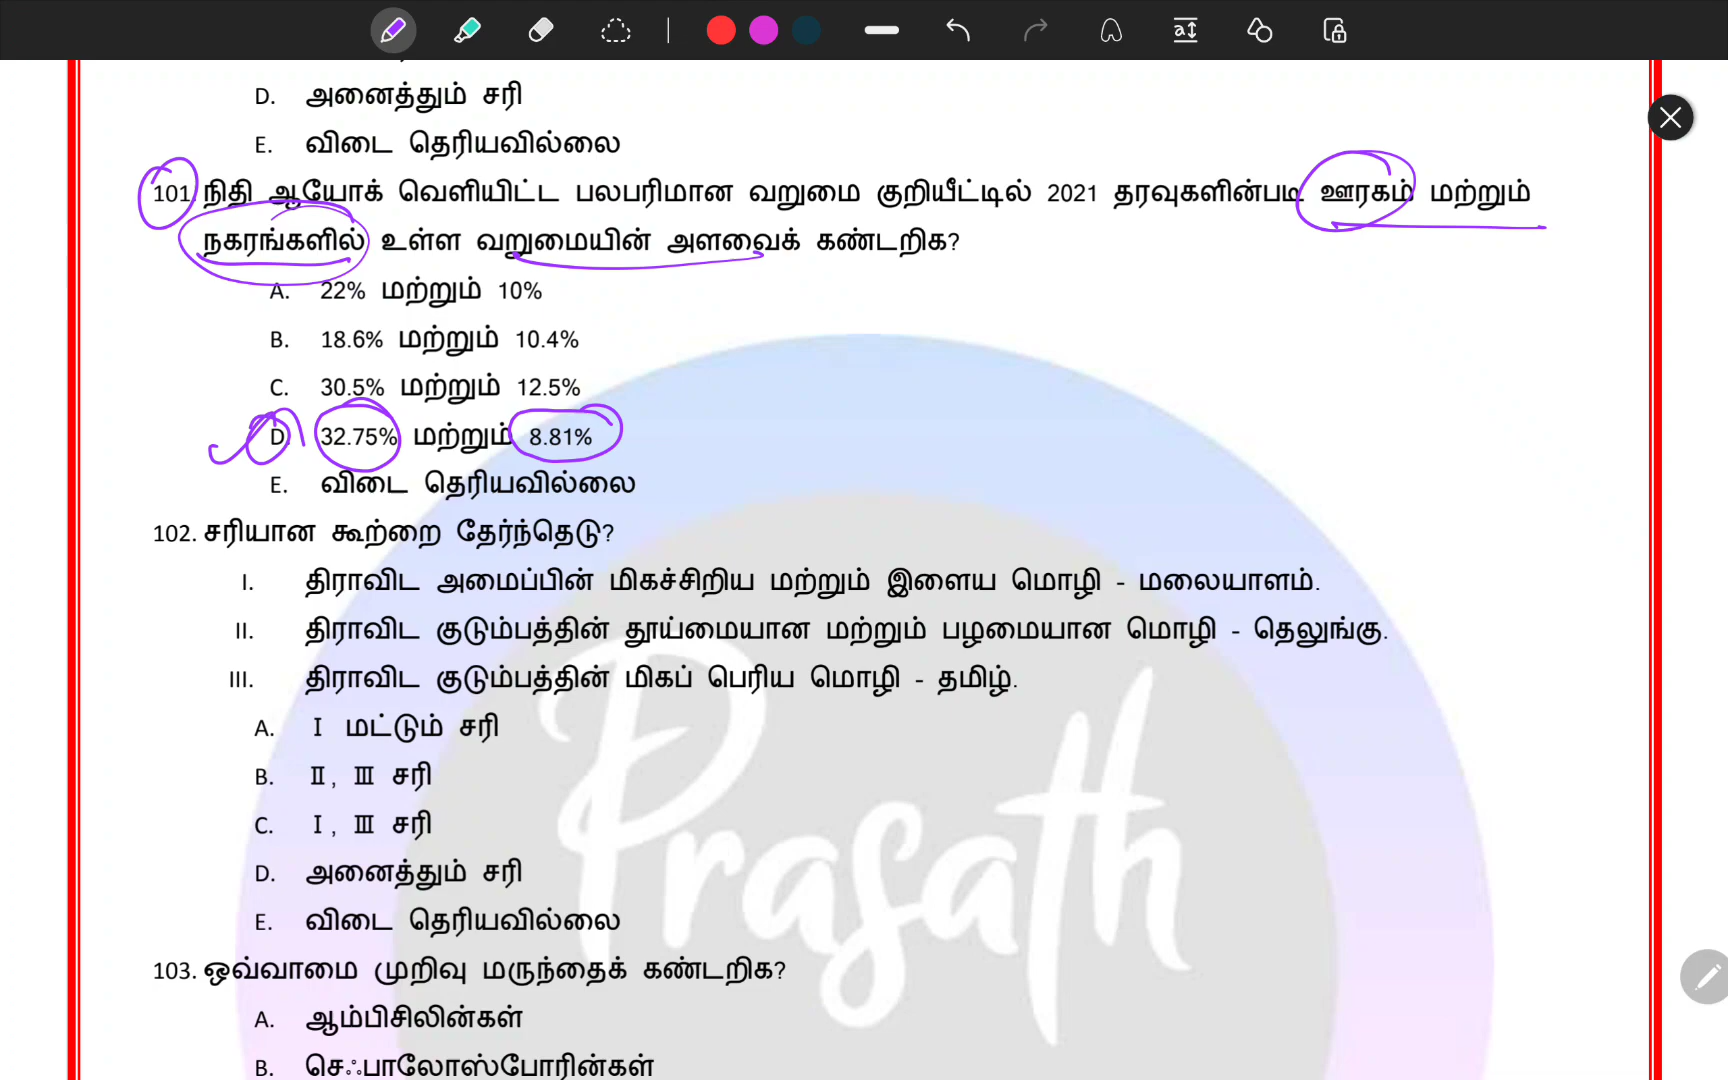 D. அனைத்தும் சரி
E. விடை தெரியவில்லை
101. நிதி ஆயோக் வெளியிட்ட பலபரிமான வறுமை குறியீட்டில் 2021 தரவுகளின்படி ஊரகம் மற்றும்
நகரங்களில் உள்ள வறுமையின் அளவைக் கண்டறிக?
A. 22% மற்றும் 10%
B. 18.6% மற்றும் 10.4%
C. 30.5% மற்றும் 12.5%
D. 32.75% மற்றும் 8.81%
E. விடை தெரியவில்லை
102. சரியான கூற்றை தேர்ந்தெடு?
I. திராவிட அமைப்பின் மிகச்சிறிய மற்றும் இளைய மொழி - மலையாளம்.
II. திராவிட குடும்பத்தின் தூய்மையான மற்றும் பழமையான மொழி - தெலுங்கு.
III. திராவிட குடும்பத்தின் மிகப் பெரிய மொழி - தமிழ்.
A. I மட்டும் சரி
B. II, III சரி
C. I, III சரி
D. அனைத்தும் சரி
E. விடை தெரியவில்லை
Prasath
103. ஒவ்வாமை முறிவு மருந்தைக் கண்டறிக?
A. ஆம்பிசிலின்கள்
B. செஃபாலோஸ்போரின்கள்